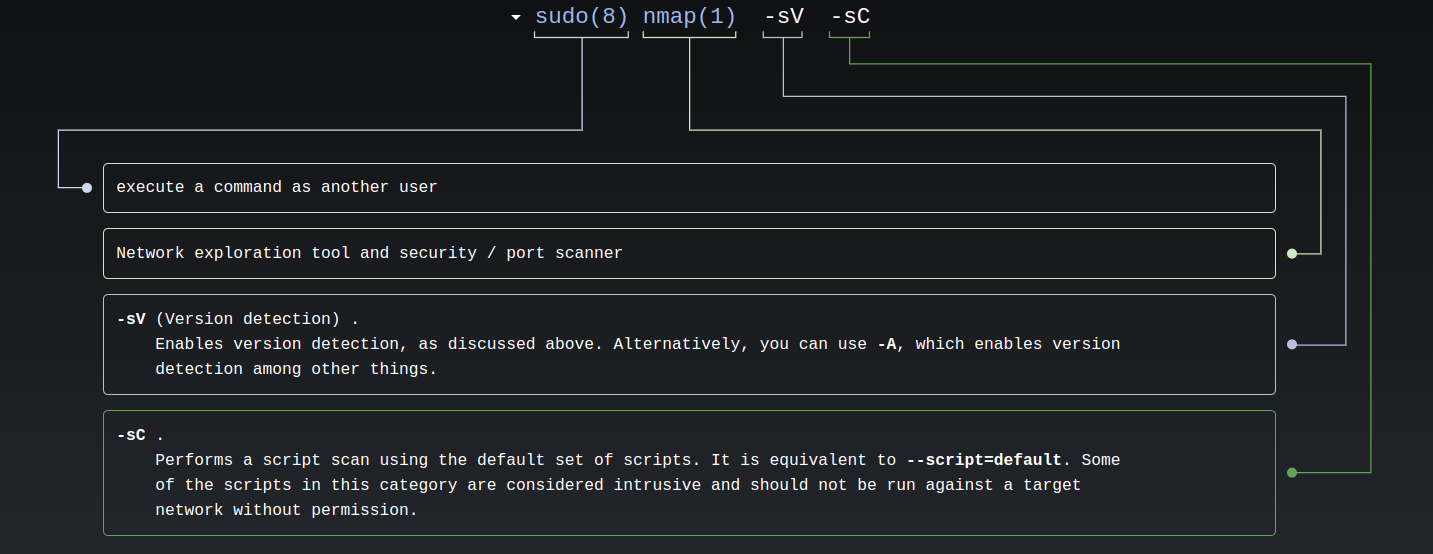 sudo(8) nmap(1) -sV -sC
execute a command as another user
Network exploration tool and security / port scanner
-sV (Version detection) .
Enables version detection, as discussed above. Alternatively, you can use -A, which enables version
detection among other things.
-sC .
Performs a script scan using the default set of scripts. It is equivalent to --script=default. Some
of the scripts in this category are considered intrusive and should not be run against a target
network without permission.